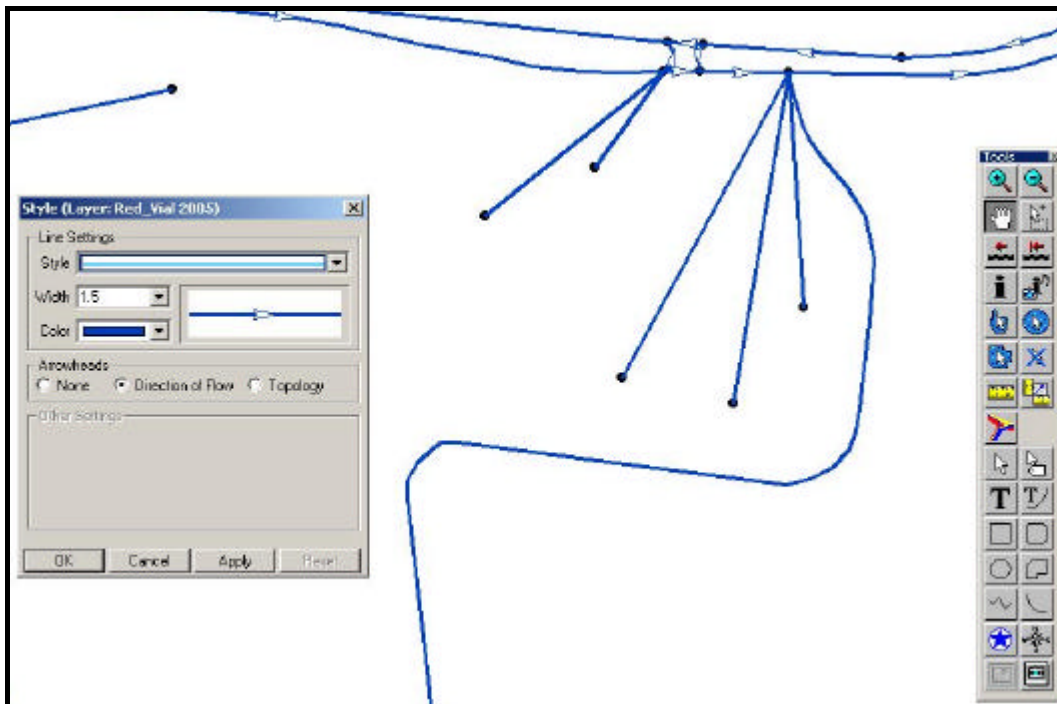 Tools
Style (Layer: Red_Vial 2005)
Line Settings
Style
Width 1.5
Color
Arrowheads
None Direction of Flow Topology
Other Settings
OK Cancel Apply Reset
T T